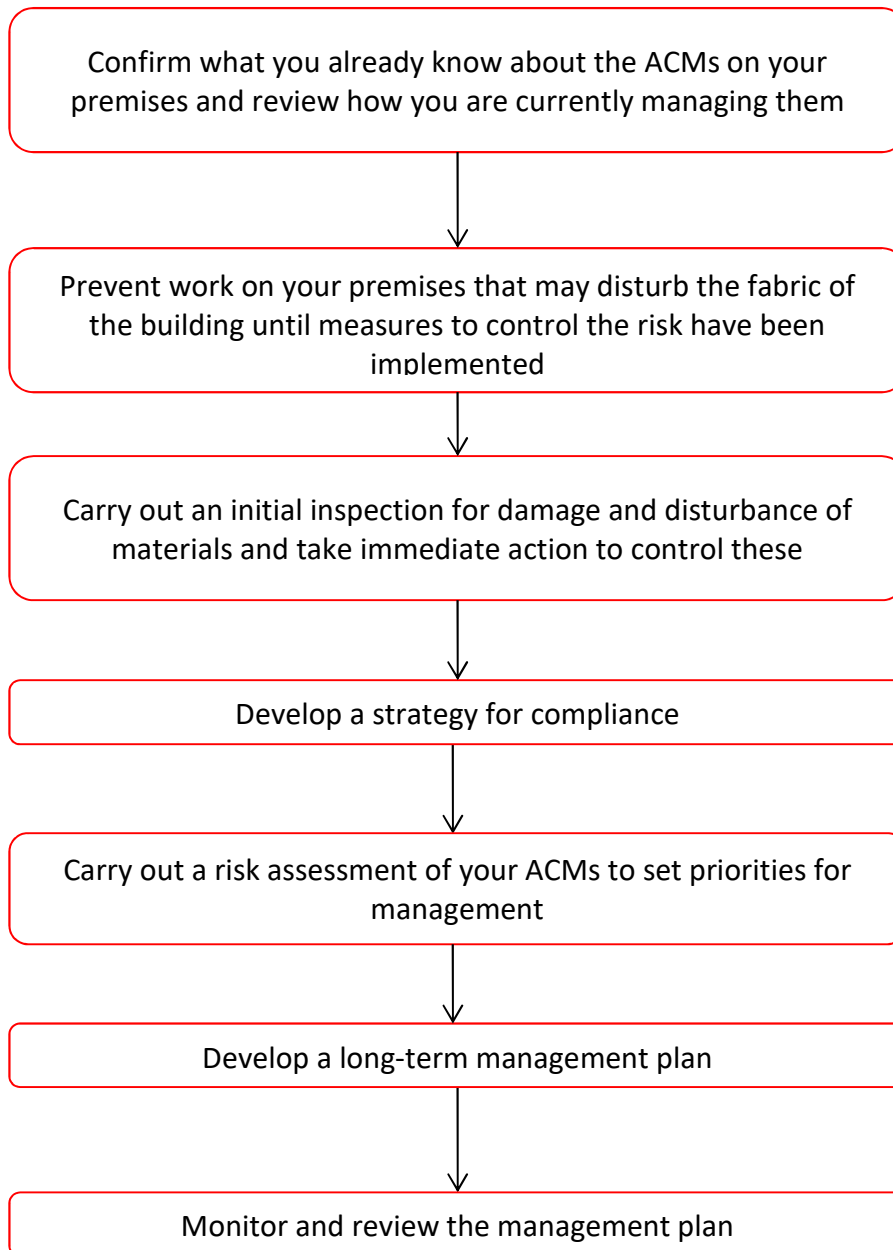 Confirm what you already know about the ACMs on your
premises and review how you are currently managing them
Prevent work on your premises that may disturb the fabric of
the building until measures to control the risk have been
implemented
Carry out an initial inspection for damage and disturbance of
materials and take immediate action to control these
Develop a strategy for compliance
Carry out a risk assessment of your ACMs to set priorities for
management
Develop a long-term management plan
Monitor and review the management plan